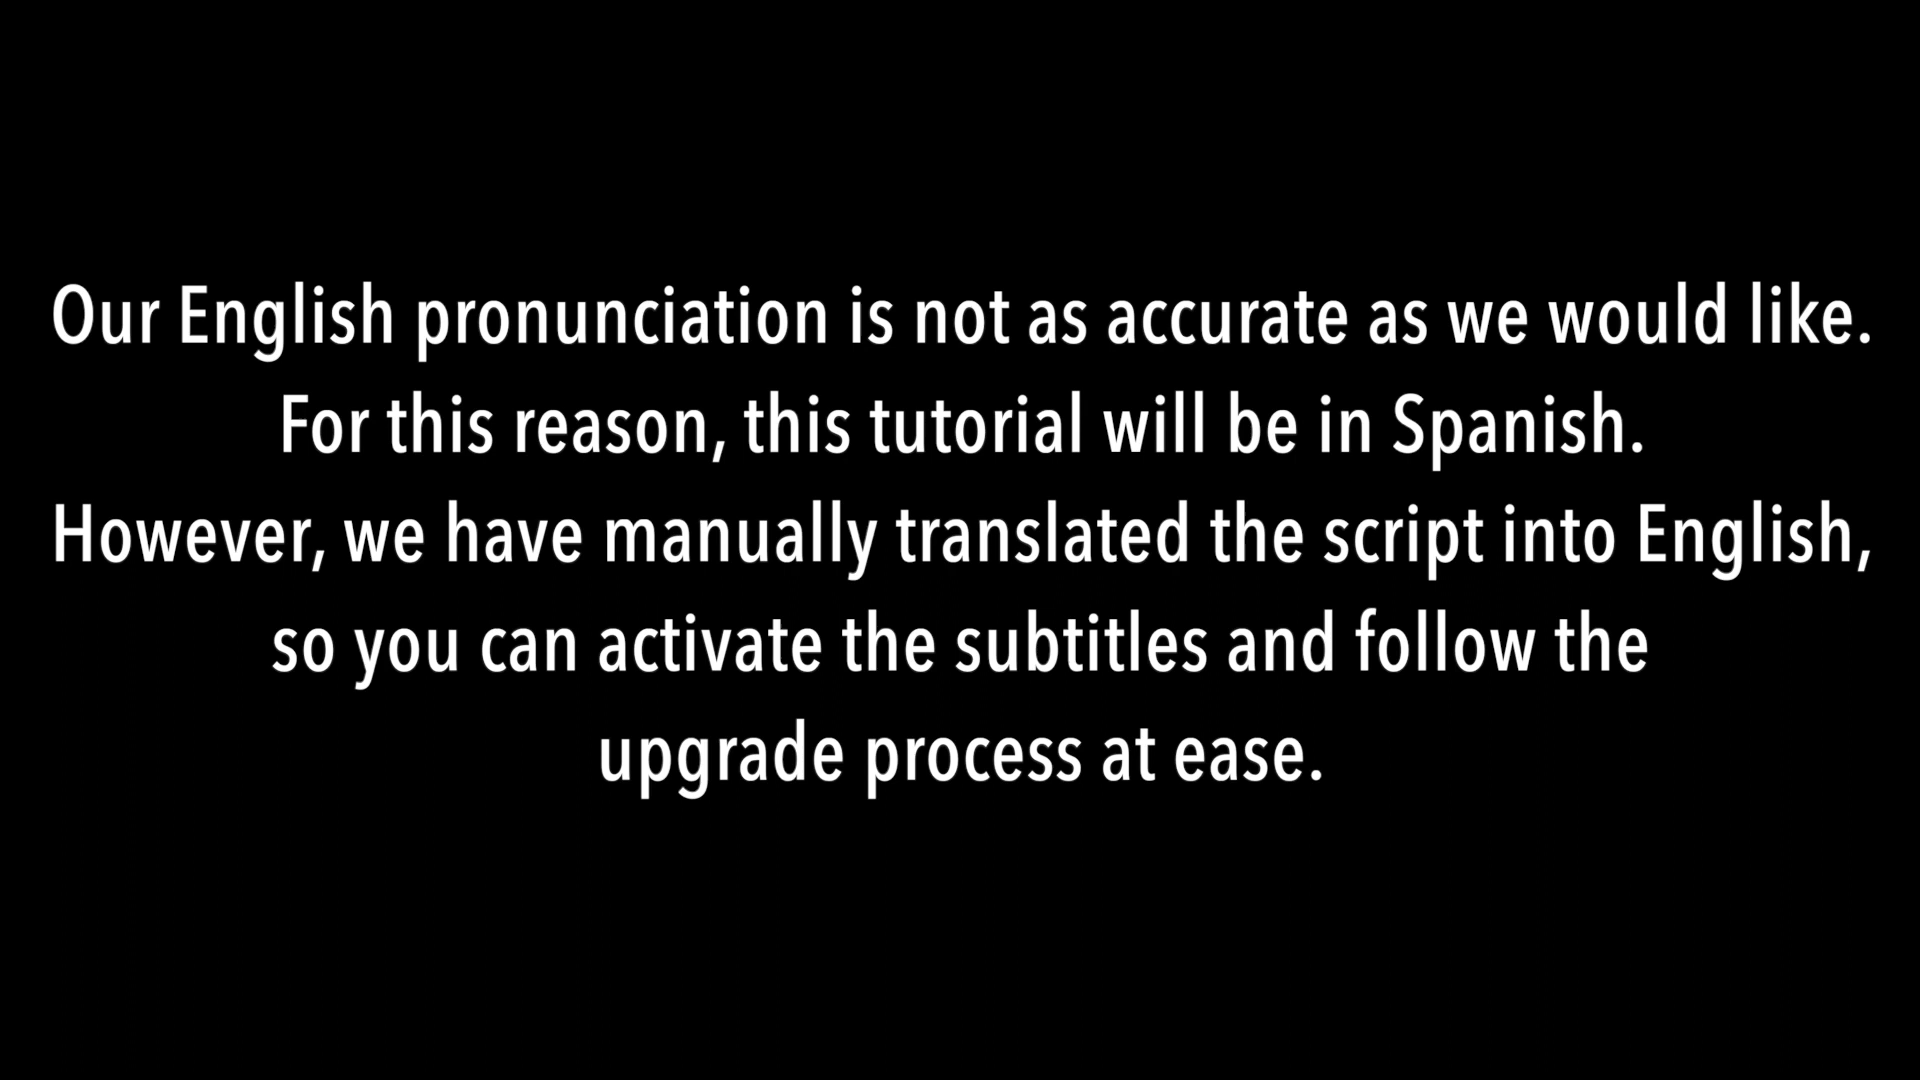 Our English pronunciation is not as accurate as we would like.
For this reason, this tutorial will be in Spanish.
However, we have manually translated the script into English,
so you can activate the subtitles and follow the
upgrade process at ease.